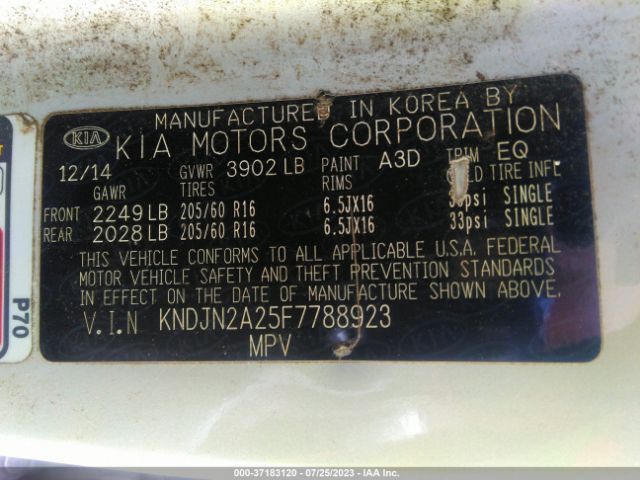 MANUFACTURED IN KOREA BY
KIA KIA MOTORS CORPORATION
12/14 GVWR 3902 LB PAINT A3D TRIM EQ
GAWR TIRES RIMS TIRE INFL
FRONT 2249 LB 205/60 R16 6.5JX16 SINGLE
REAR 2028 LB 205/60 R16 6.5JX16 33psi SINGLE
THIS VEHICLE CONFORMS TO ALL APPLICABLE U.S.A. FEDERAL
MOTOR VEHICLE SAFETY AND THEFT PREVENTION STANDARDS
IN EFFECT ON THE DATE OF MANUFACTURE SHOWN ABOVE.
V.I.N KNDJN2A25F7788923
MPV
P70
000-37183120 - 07/25/2023 - IAA Inc.